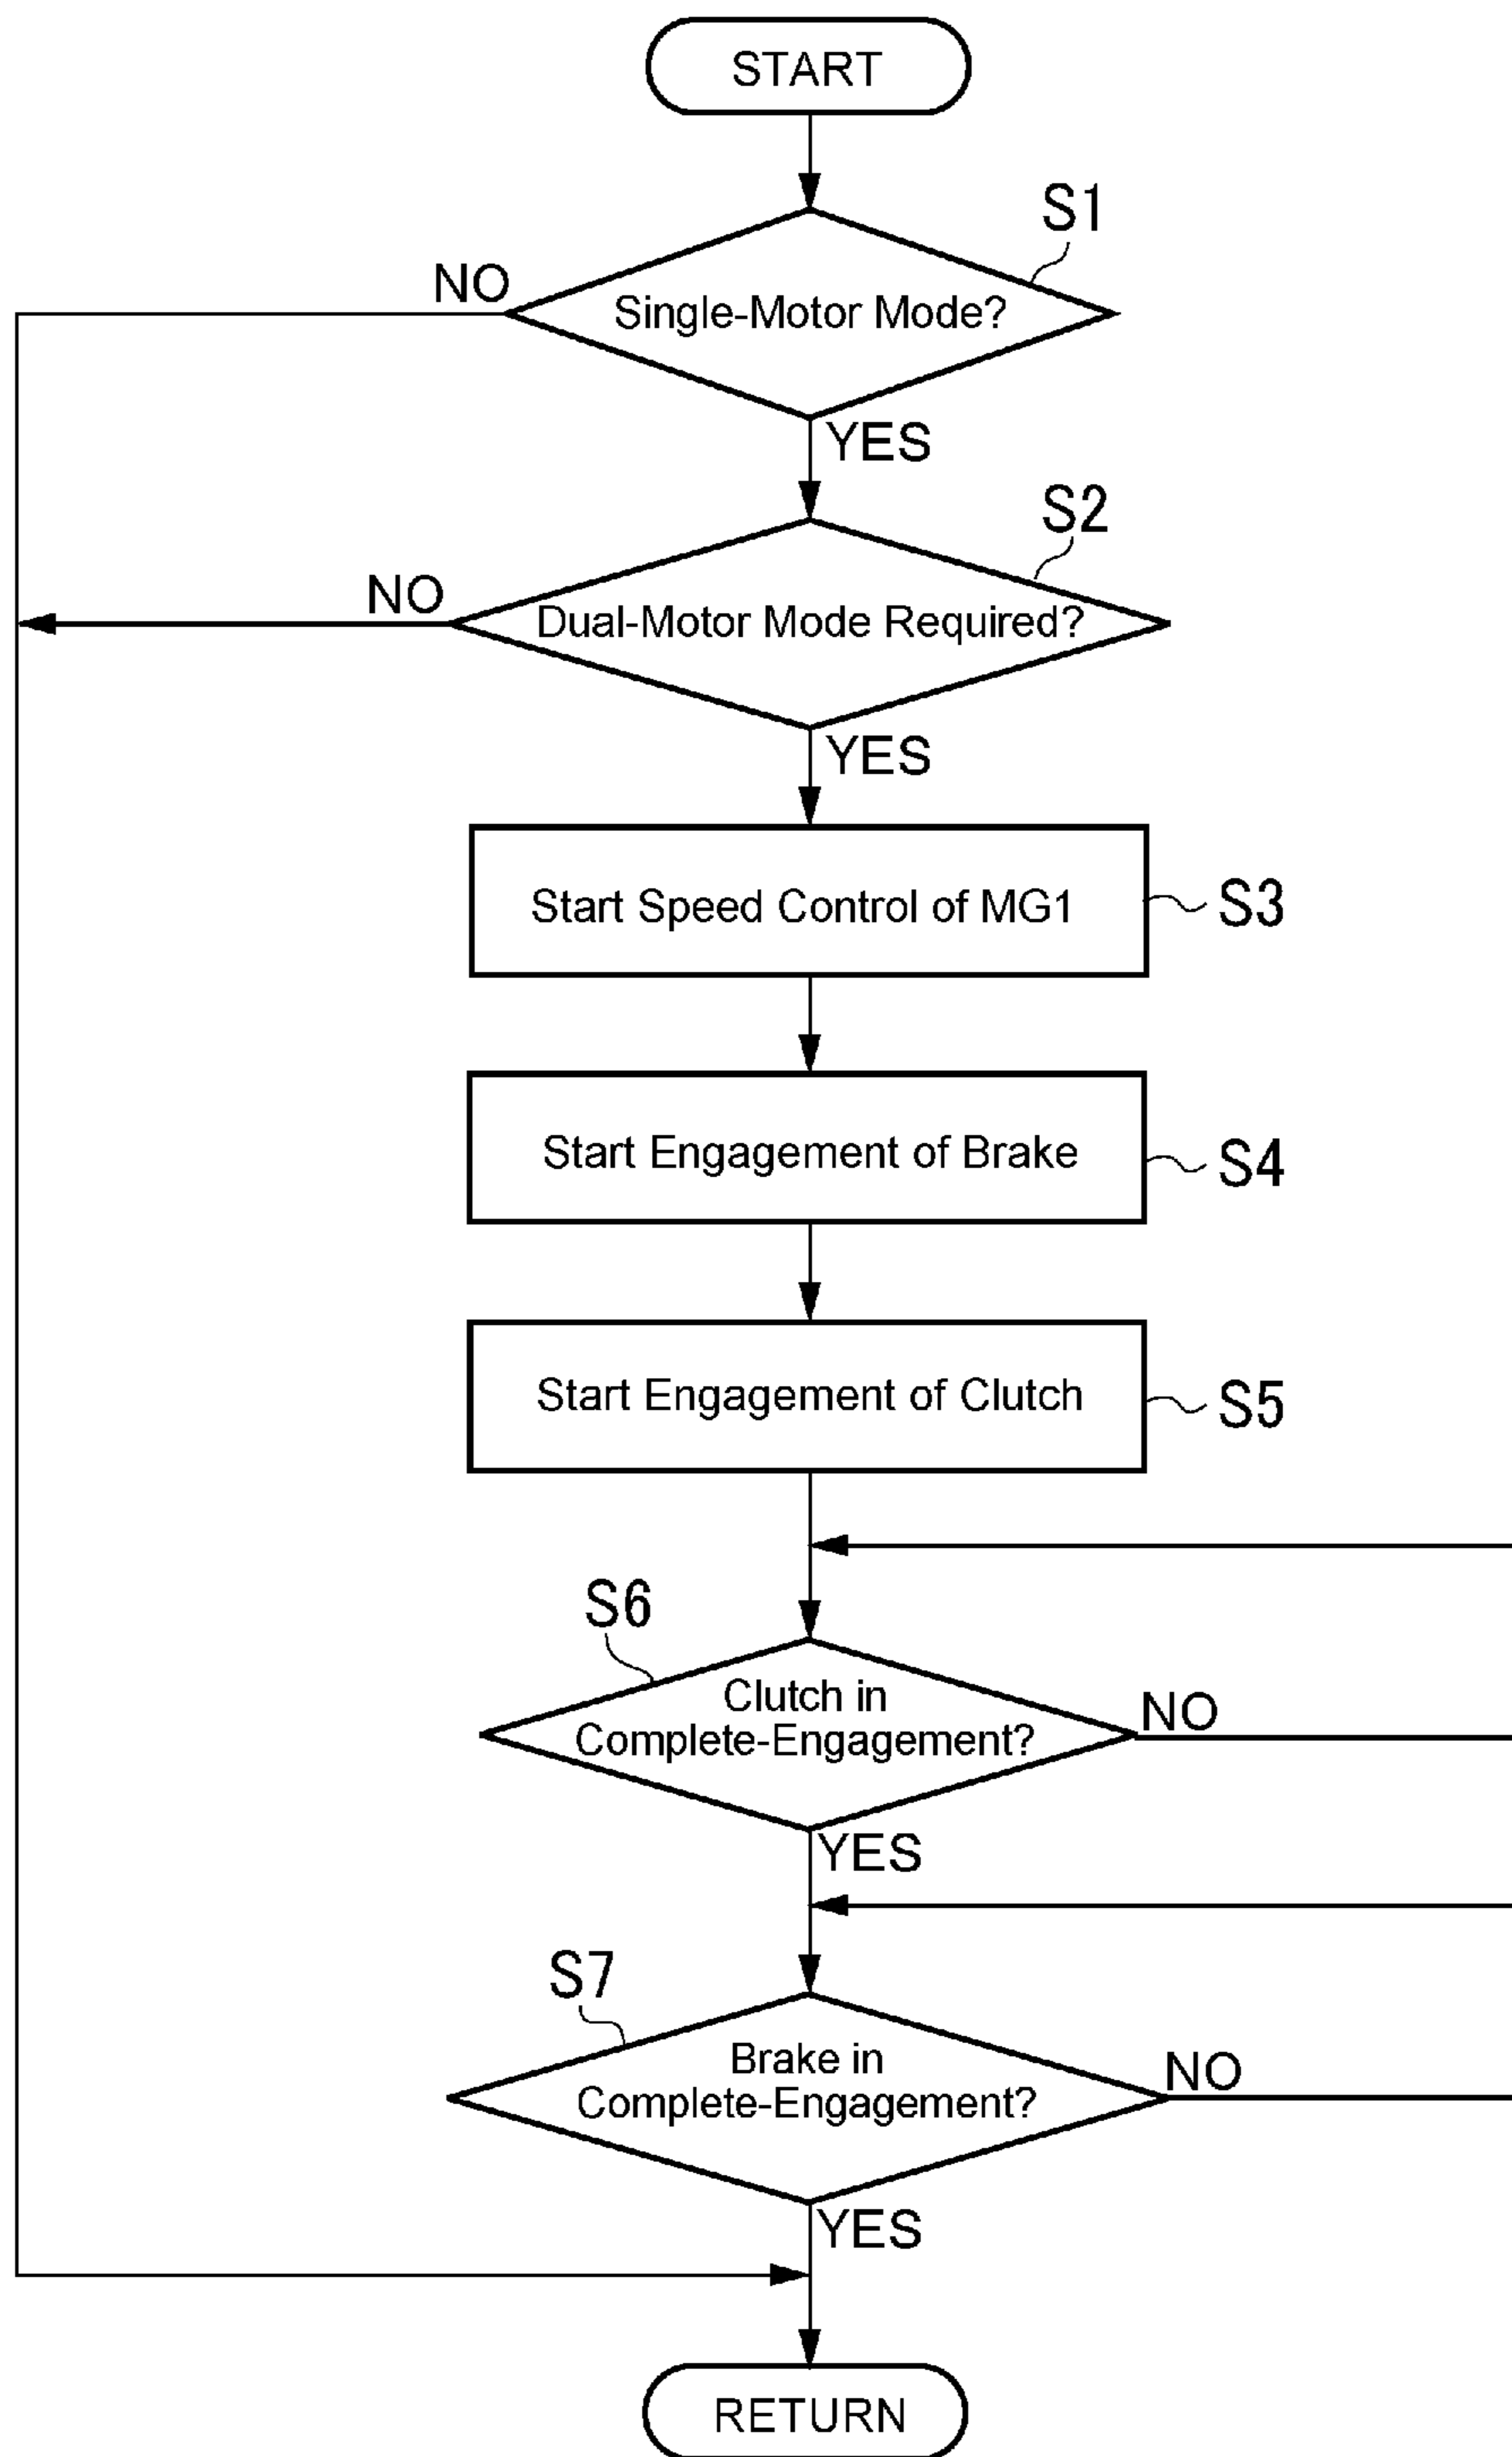 START
S1
NO
Single-Motor Mode?
YES
S2
NO
Dual-Motor Mode Required?
YES
Start Speed Control of MG1
S3
Start Engagement of Brake
S4
Start Engagement of Clutch
S5
S6
Clutch in
Complete-Engagement?
NO
YES
S7
Brake in
Complete-Engagement?
NO
YES
RETURN